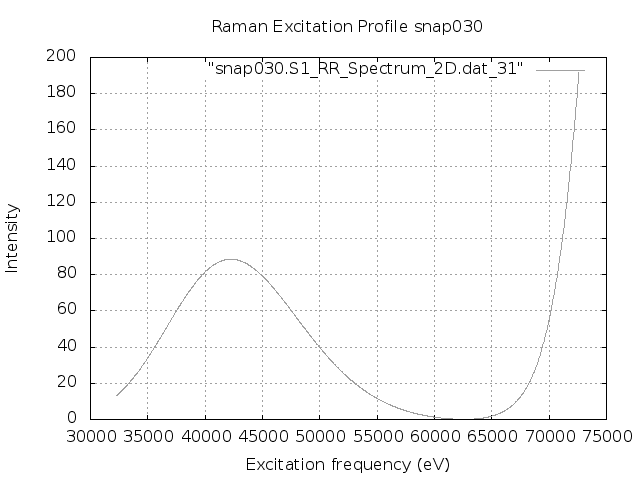 Raman Excitation Profile snap030
"snap030.S1_RR_Spectrum_2D.dat_31"
200
180
160
140
120
100
80
60
40
20
0
Intensity
30000 35000 40000 45000 50000 55000 60000 65000 70000 75000
Excitation frequency (eV)